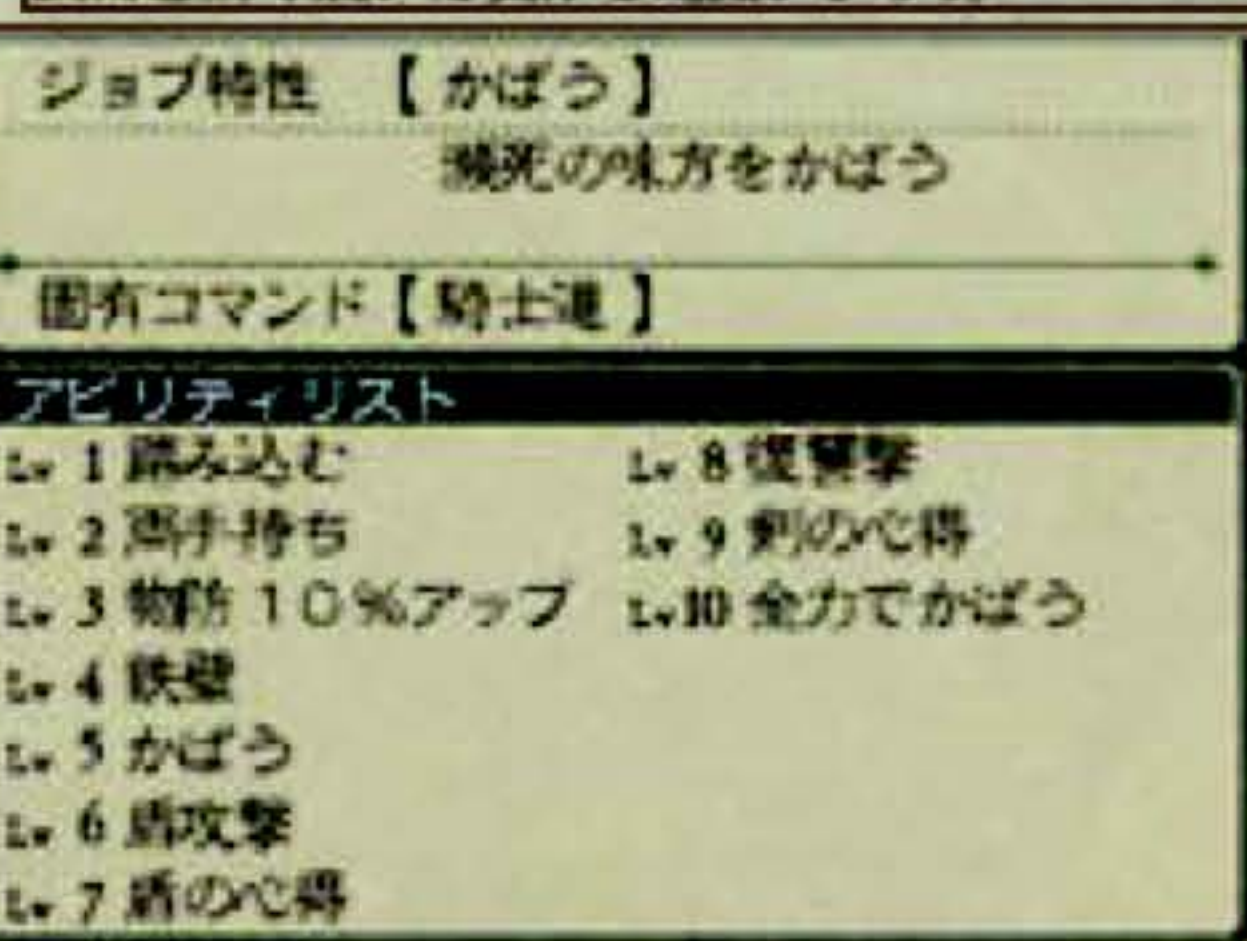 ジョブ特性 【かばう】
瀕死の味方をかばう
固有コマンド【騎士道】
アビリティリスト
Lv 1 踏み込む
Lv 2 両手持ち
Lv 3 物防10%アップ
Lv 4 鉄壁
Lv 5 かばう
Lv 6 盾攻撃
Lv 7 盾の心得
Lv 8 復讐撃
Lv 9 剣の心得
Lv10 全力でかばう